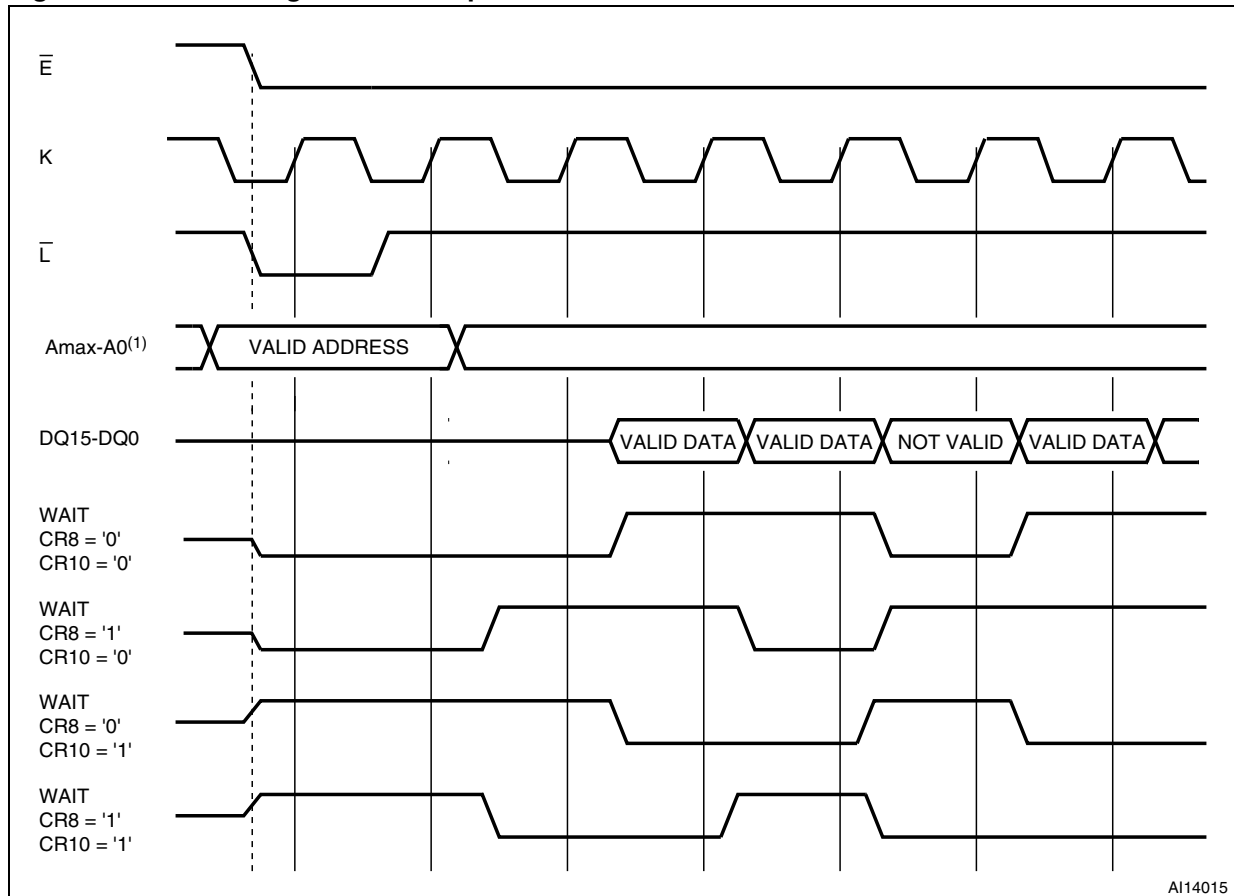 E
K
L
Amax-A0(1)
VALID ADDRESS
DQ15-DQ0
VALID DATA VALID DATA NOT VALID VALID DATA
WAIT
CR8 = '0'
CR10 = '0'
WAIT
CR8 = '1'
CR10 = '0'
WAIT
CR8 = '0'
CR10 = '1'
WAIT
CR8 = '1'
CR10 = '1'
AI14015